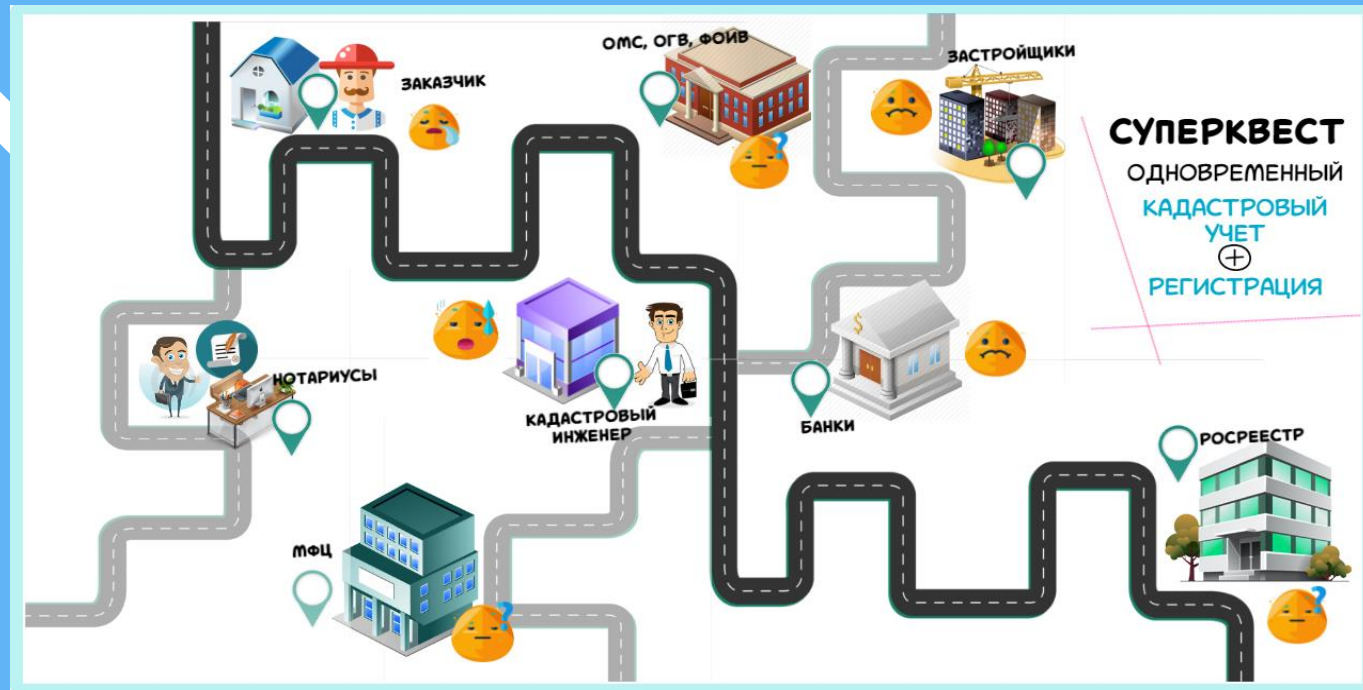 ЗАКАЗЧИК
ОМС, ОГВ, ФОИВ
ЗАСТРОЙЩИКИ
СУПЕРКВЕСТ
ОДНОВРЕМЕННЫЙ
КАДАСТРОВЫЙ
УЧЕТ
+
РЕГИСТРАЦИЯ
НОТАРИУСЫ
КАДАСТРОВЫЙ
ИНЖЕНЕР
БАНКИ
РОСРЕЕСТР
МФЦ